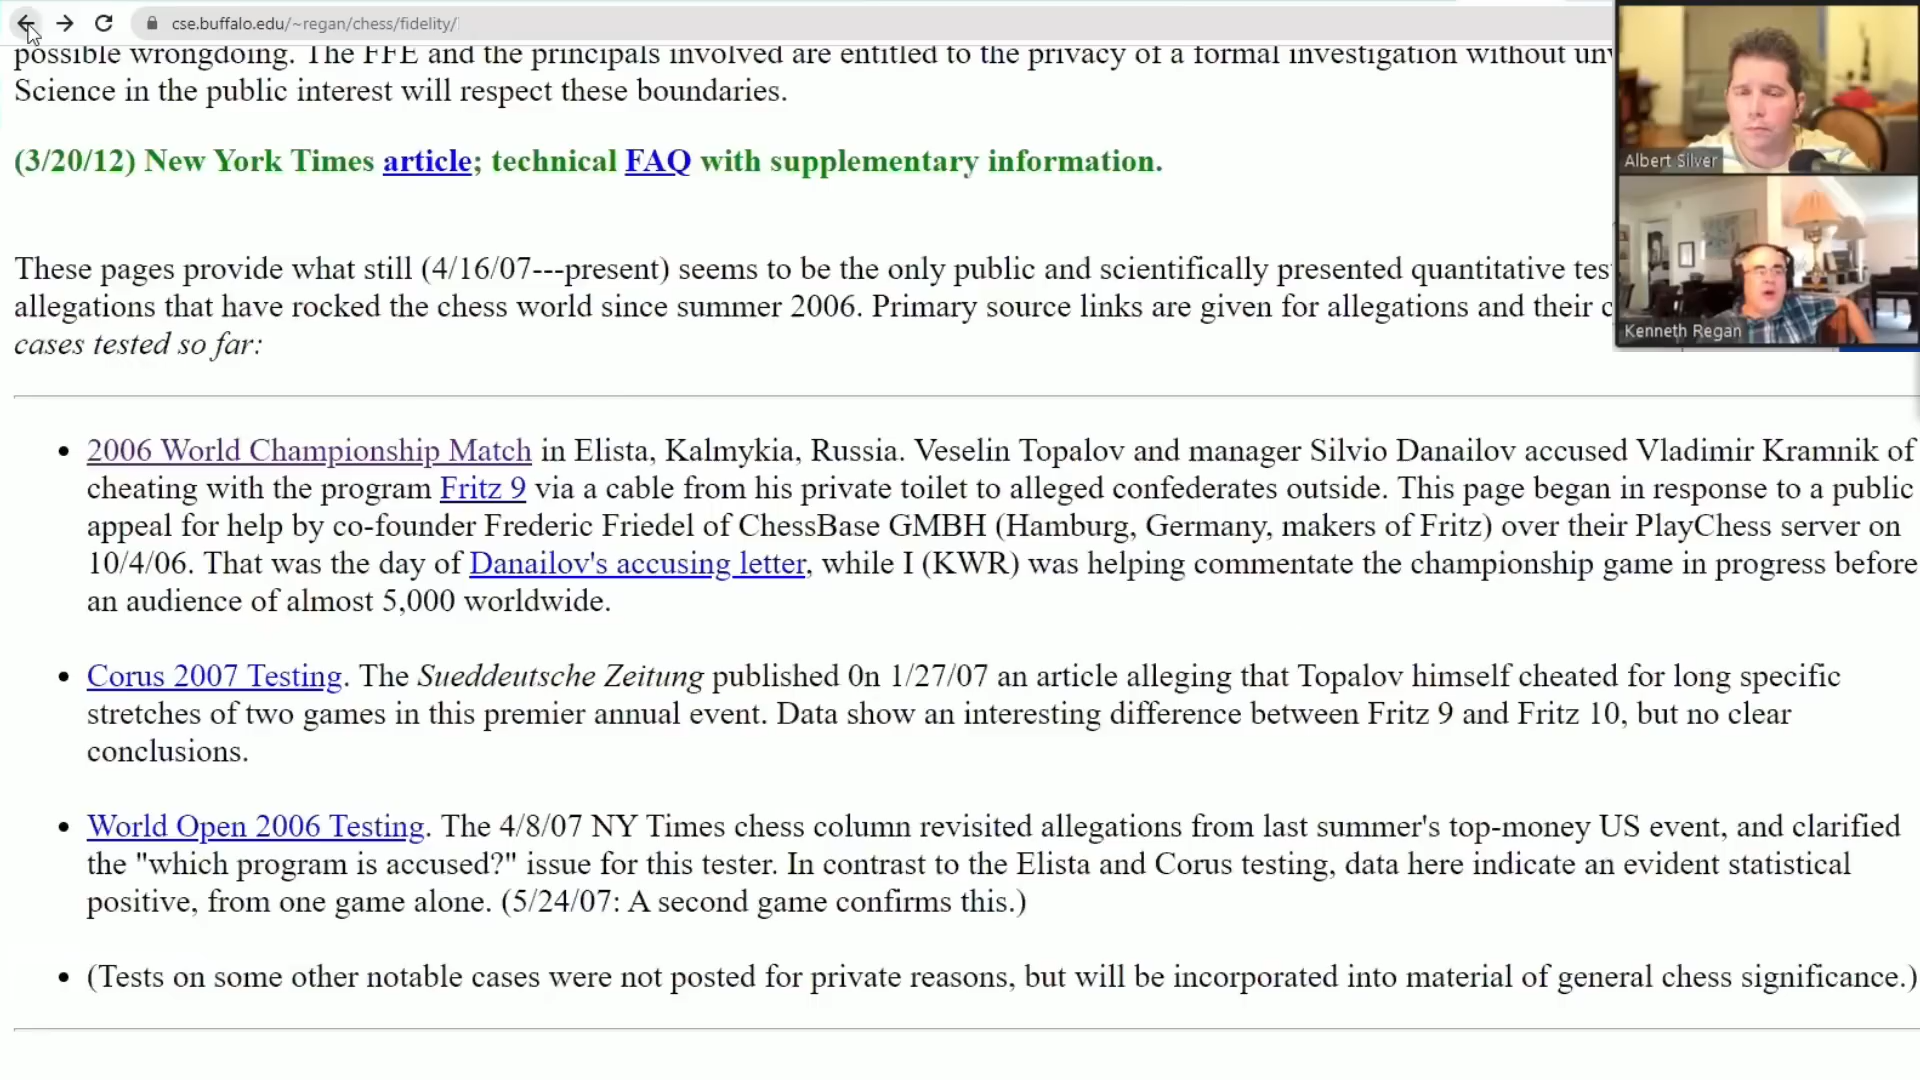 cse.buffalo.edu/~regan/chess/fidelity/
possible wrongdoing. The FFE and the principals involved are entitled to the privacy of a formal investigation without
Science in the public interest will respect these boundaries.
(3/20/12) New York Times article; technical FAQ with supplementary information.
These pages provide what still (4/16/07---present) seems to be the only public and scientifically presented quantitative
allegations that have rocked the chess world since summer 2006. Primary source links are given for allegations and their
cases tested so far:
2006 World Championship Match in Elista, Kalmykia, Russia. Veselin Topalov and manager Silvio Danailov accused Vladimir Kramnik of
cheating with the program Fritz 9 via a cable from his private toilet to alleged confederates outside. This page began in response to a public
appeal for help by co-founder Frederic Friedel of ChessBase GMBH (Hamburg, Germany, makers of Fritz) over their PlayChess server on
10/4/06. That was the day of Danailov's accusing letter, while I (KWR) was helping commentate the championship game in progress before
an audience of almost 5,000 worldwide.
Corus 2007 Testing. The Sueddeutsche Zeitung published 0n 1/27/07 an article alleging that Topalov himself cheated for long specific
stretches of two games in this premier annual event. Data show an interesting difference between Fritz 9 and Fritz 10, but no clear
conclusions.
World Open 2006 Testing. The 4/8/07 NY Times chess column revisited allegations from last summer's top-money US event, and clarified
the "which program is accused?" issue for this tester. In contrast to the Elista and Corus testing, data here indicate an evident statistical
positive, from one game alone. (5/24/07: A second game confirms this.)
(Tests on some other notable cases were not posted for private reasons, but will be incorporated into material of general chess significance.)
Albert Silver
Kenneth Regan